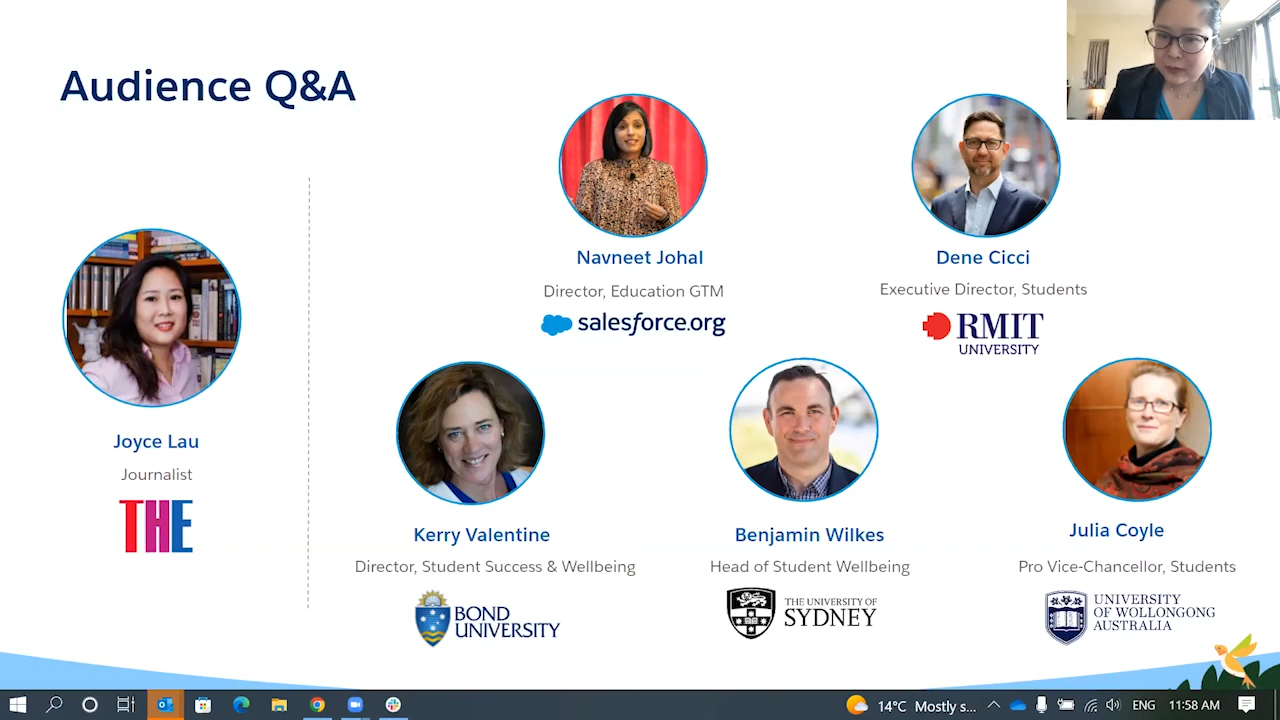 Audience Q&A
Joyce Lau
Journalist
THE
Navneet Johal
Director, Education GTM
salesforce.org
Dene Cicci
Executive Director, Students
RMIT
UNIVERSITY
Kerry Valentine
Director, Student Success & Wellbeing
BOND
UNIVERSITY
Benjamin Wilkes
Head of Student Wellbeing
THE UNIVERSITY OF
SYDNEY
Julia Coyle
Pro Vice-Chancellor, Students
UNIVERSITY
OF WOLLONGONG
AUSTRALIA
14°C Mostly s... ENG 11:58 AM